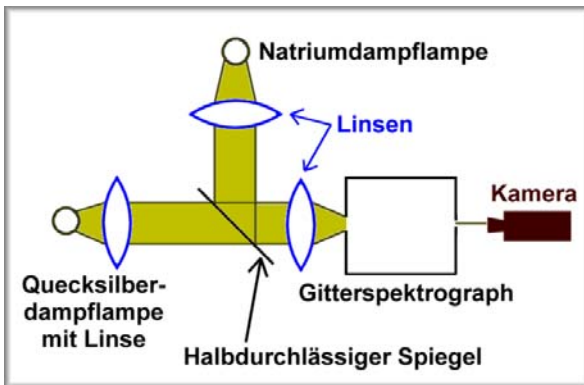 Natriumdampflampe
Linsen
Kamera
Quecksilber-
dampflampe
mit Linse
Gitterspektrograph
Halbdurchlässiger Spiegel